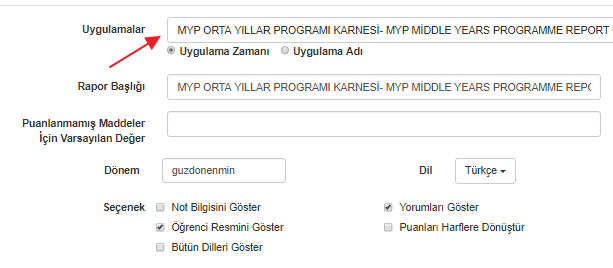 Uygulamalar MYP ORTA YILLAR PROGRAMI KARNESİ- MYP MİDDLE YEARS PROGRAMME REPORT
Uygulama Zamanı Uygulama Adı
Rapor Başlığı MYP ORTA YILLAR PROGRAMI KARNESİ- MYP MİDDLE YEARS PROGRAMME REPO
Puanlanmamış Maddeler
İçin Varsayılan Değer
Dönem guzdonenmin Dil Türkçe
Seçenek Not Bilgisini Göster Yorumları Göster
Öğrenci Resmini Göster Puanları Harflere Dönüştür
Bütün Dilleri Göster